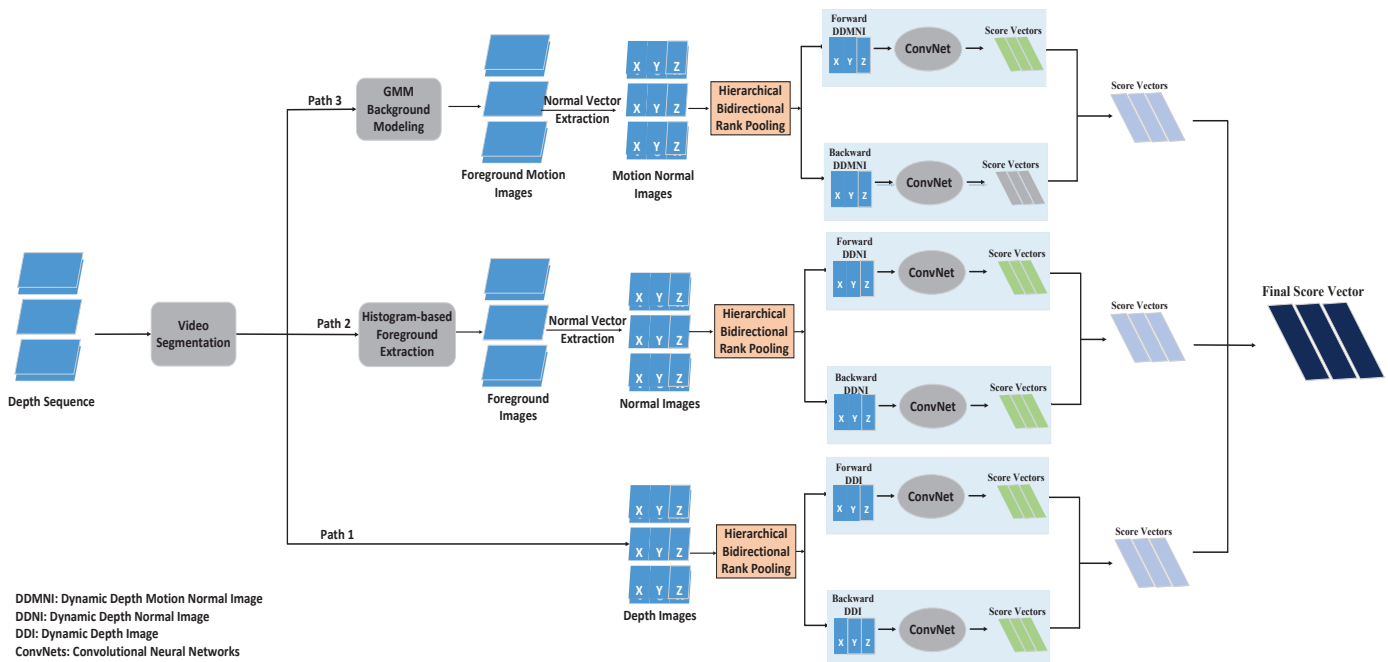 Path 3
GMM
Background
Modeling
Foreground Motion
Images
Normal Vector
Extraction
X Y Z
X Y Z
X Y Z
Motion Normal
Images
Hierarchical
Bidirectional
Rank Pooling
Forward
DDMNI
X Y Z
ConvNet
Score Vectors
Backward
DDMNI
X Y Z
ConvNet
Score Vectors
Score Vectors
Depth Sequence
Video
Segmentation
Path 2
Histogram-based
Foreground
Extraction
Foreground
Images
Normal Vector
Extraction
X Y Z
X Y Z
X Y Z
Normal Images
Hierarchical
Bidirectional
Rank Pooling
Forward
DDNI
X Y Z
ConvNet
Score Vectors
Backward
DDNI
X Y Z
ConvNet
Score Vectors
Score Vectors
Final Score Vector
Path 1
X Y Z
X Y Z
X Y Z
Depth Images
Hierarchical
Bidirectional
Rank Pooling
Forward
DDI
X Y Z
ConvNet
Score Vectors
Backward
DDI
X Y Z
ConvNet
Score Vectors
Score Vectors
DDMNI: Dynamic Depth Motion Normal Image
DDNI: Dynamic Depth Normal Image
DDI: Dynamic Depth Image
ConvNets: Convolutional Neural Networks